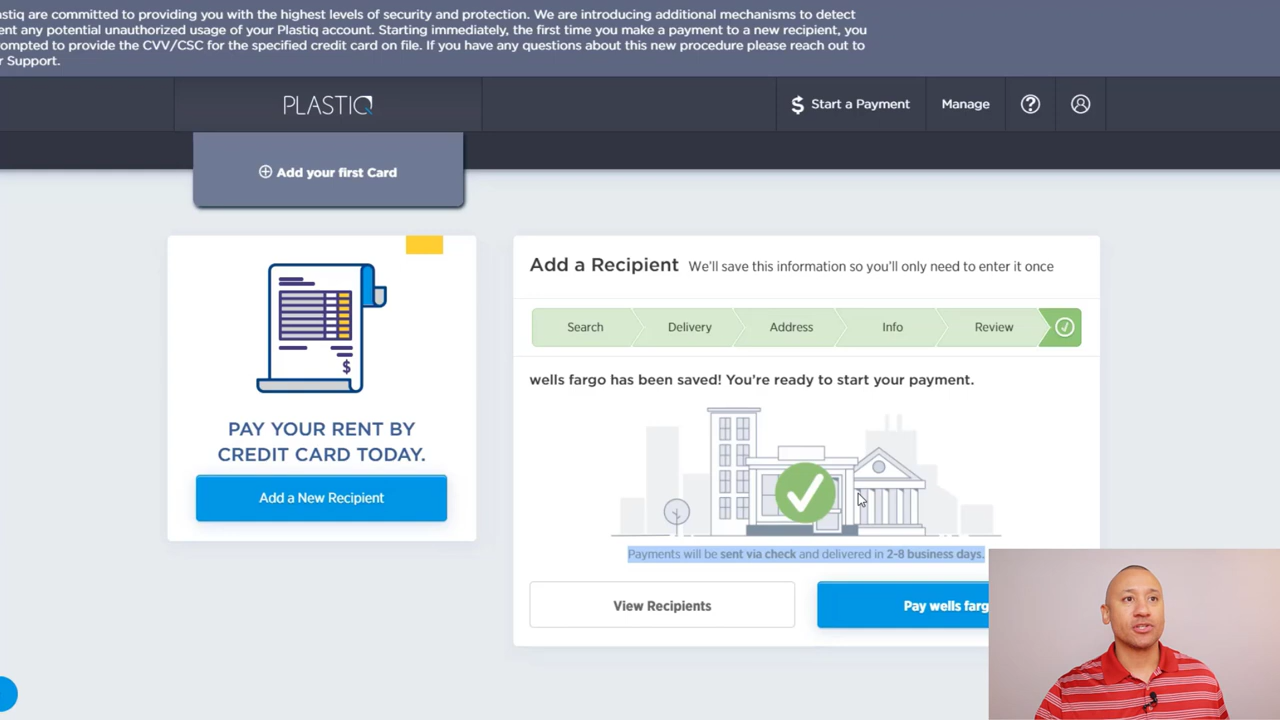 astiq are committed to providing you with the highest levels of security and protection. We are introducing additional mechanisms to detect
ent any potential unauthorized usage of your Plastiq account. Starting immediately, the first time you make a payment to a new recipient, you
ompted to provide the CVV/CSC for the specified credit card on file. If you have any questions about this new procedure please reach out to
r Support.
PLASTIQ
$ Start a Payment
Manage
?
Add your first Card
$
PAY YOUR RENT BY
CREDIT CARD TODAY.
Add a New Recipient
Add a Recipient We'll save this information so you'll only need to enter it once
Search
Delivery
Address
Info
Review
wells fargo has been saved! You're ready to start your payment.
Payments will be sent via check and delivered in 2-8 business days.
View Recipients
Pay wells farg